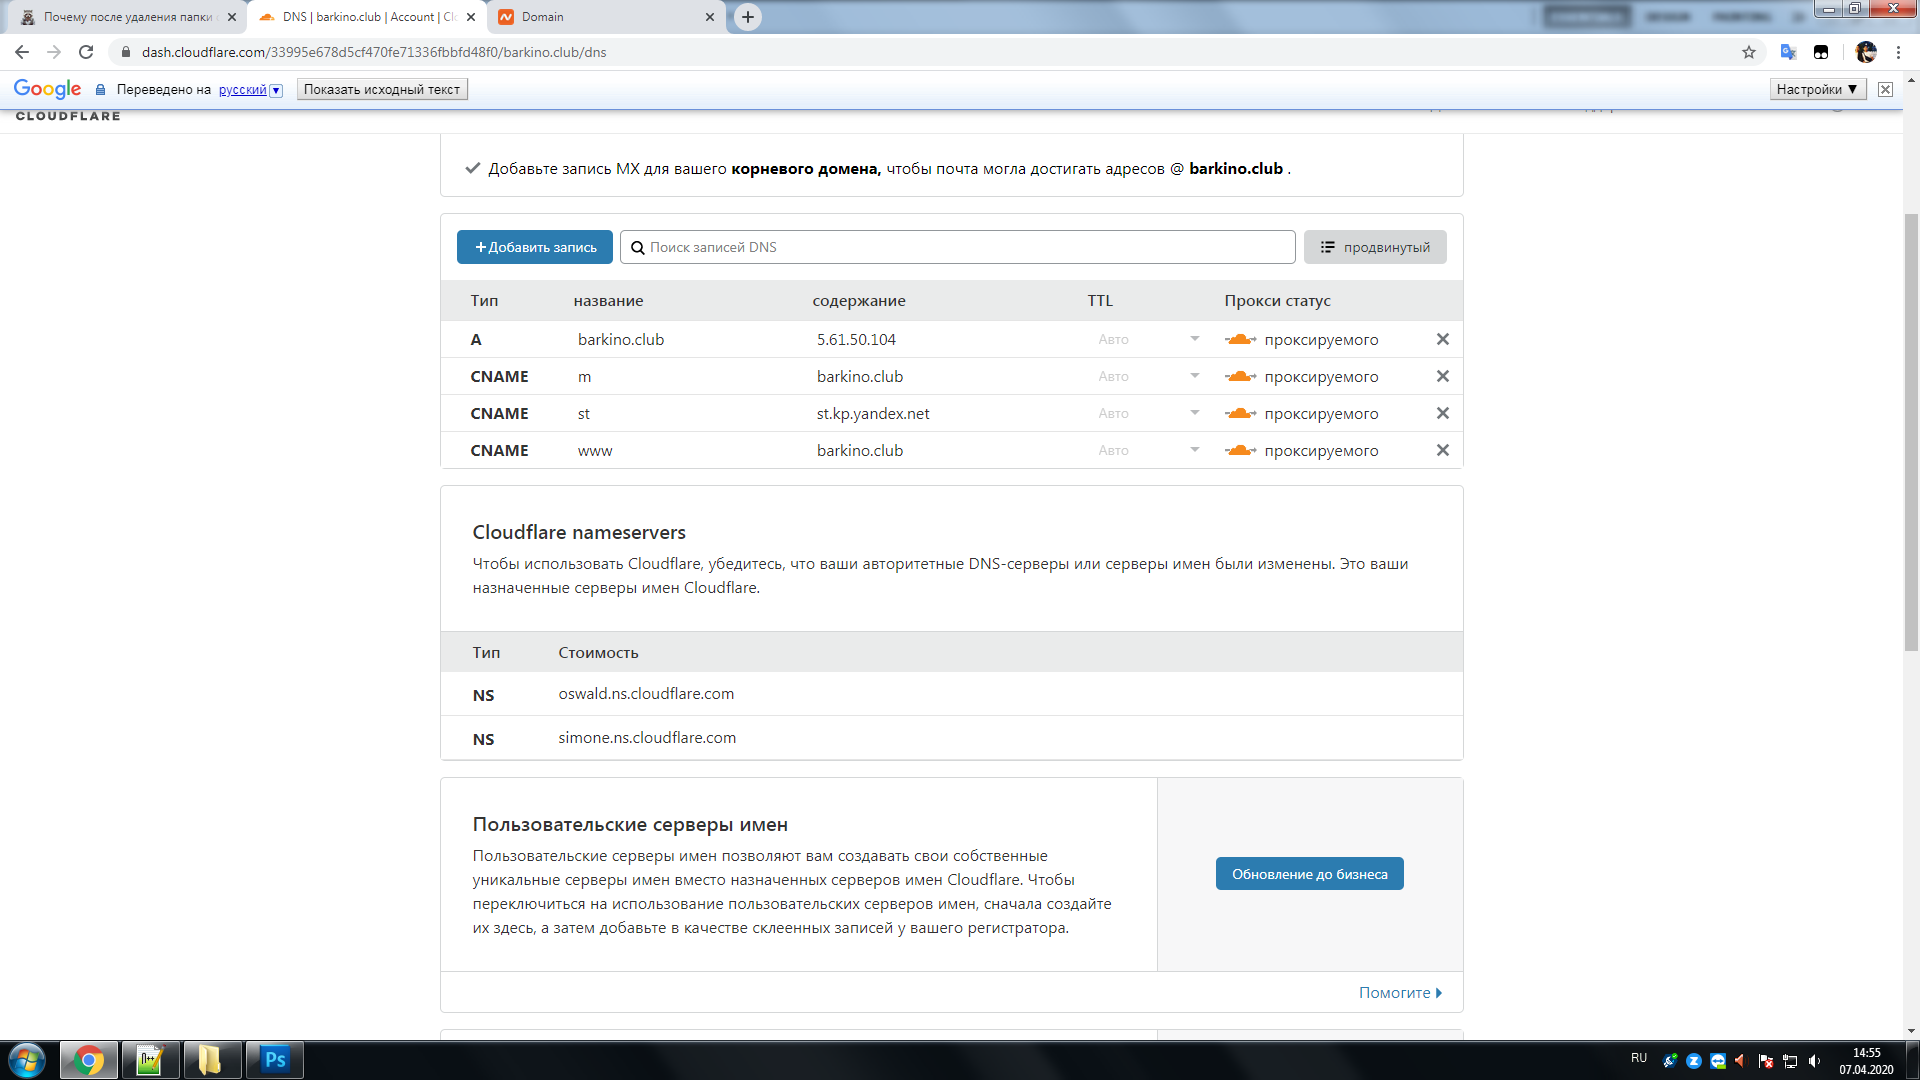 Почему после удаления папки
DNS | barkino.club | Account | Cl
Domain
dash.cloudflare.com/33995e678d5cf470fe71336fbbfd48f0/barkino.club/dns
Google Переведено на русский Показать исходный текст Настройки ▼
CLOUDFLARE
Добавьте запись MX для вашего корневого домена, чтобы почта могла достигать адресов @ barkino.club .
+Добавить запись Поиск записей DNS продвинутый
Тип название содержание TTL Прокси статус
A barkino.club 5.61.50.104 Авто проксируемого
CNAME m barkino.club Авто проксируемого
CNAME st st.kp.yandex.net Авто проксируемого
CNAME www barkino.club Авто проксируемого
Cloudflare nameservers
Чтобы использовать Cloudflare, убедитесь, что ваши авторитетные DNS-серверы или серверы имен были изменены. Это ваши
назначенные серверы имен Cloudflare.
Тип Стоимость
NS oswald.ns.cloudflare.com
NS simone.ns.cloudflare.com
Пользовательские серверы имен
Пользовательские серверы имен позволяют вам создавать свои собственные
уникальные серверы имен вместо назначенных серверов имен Cloudflare. Чтобы
переключиться на использование пользовательских серверов имен, сначала создайте
их здесь, а затем добавьте в качестве склеенных записей у вашего регистратора.
Обновление до бизнеса
Помогите
Ps
RU
14:55
07.04.2020